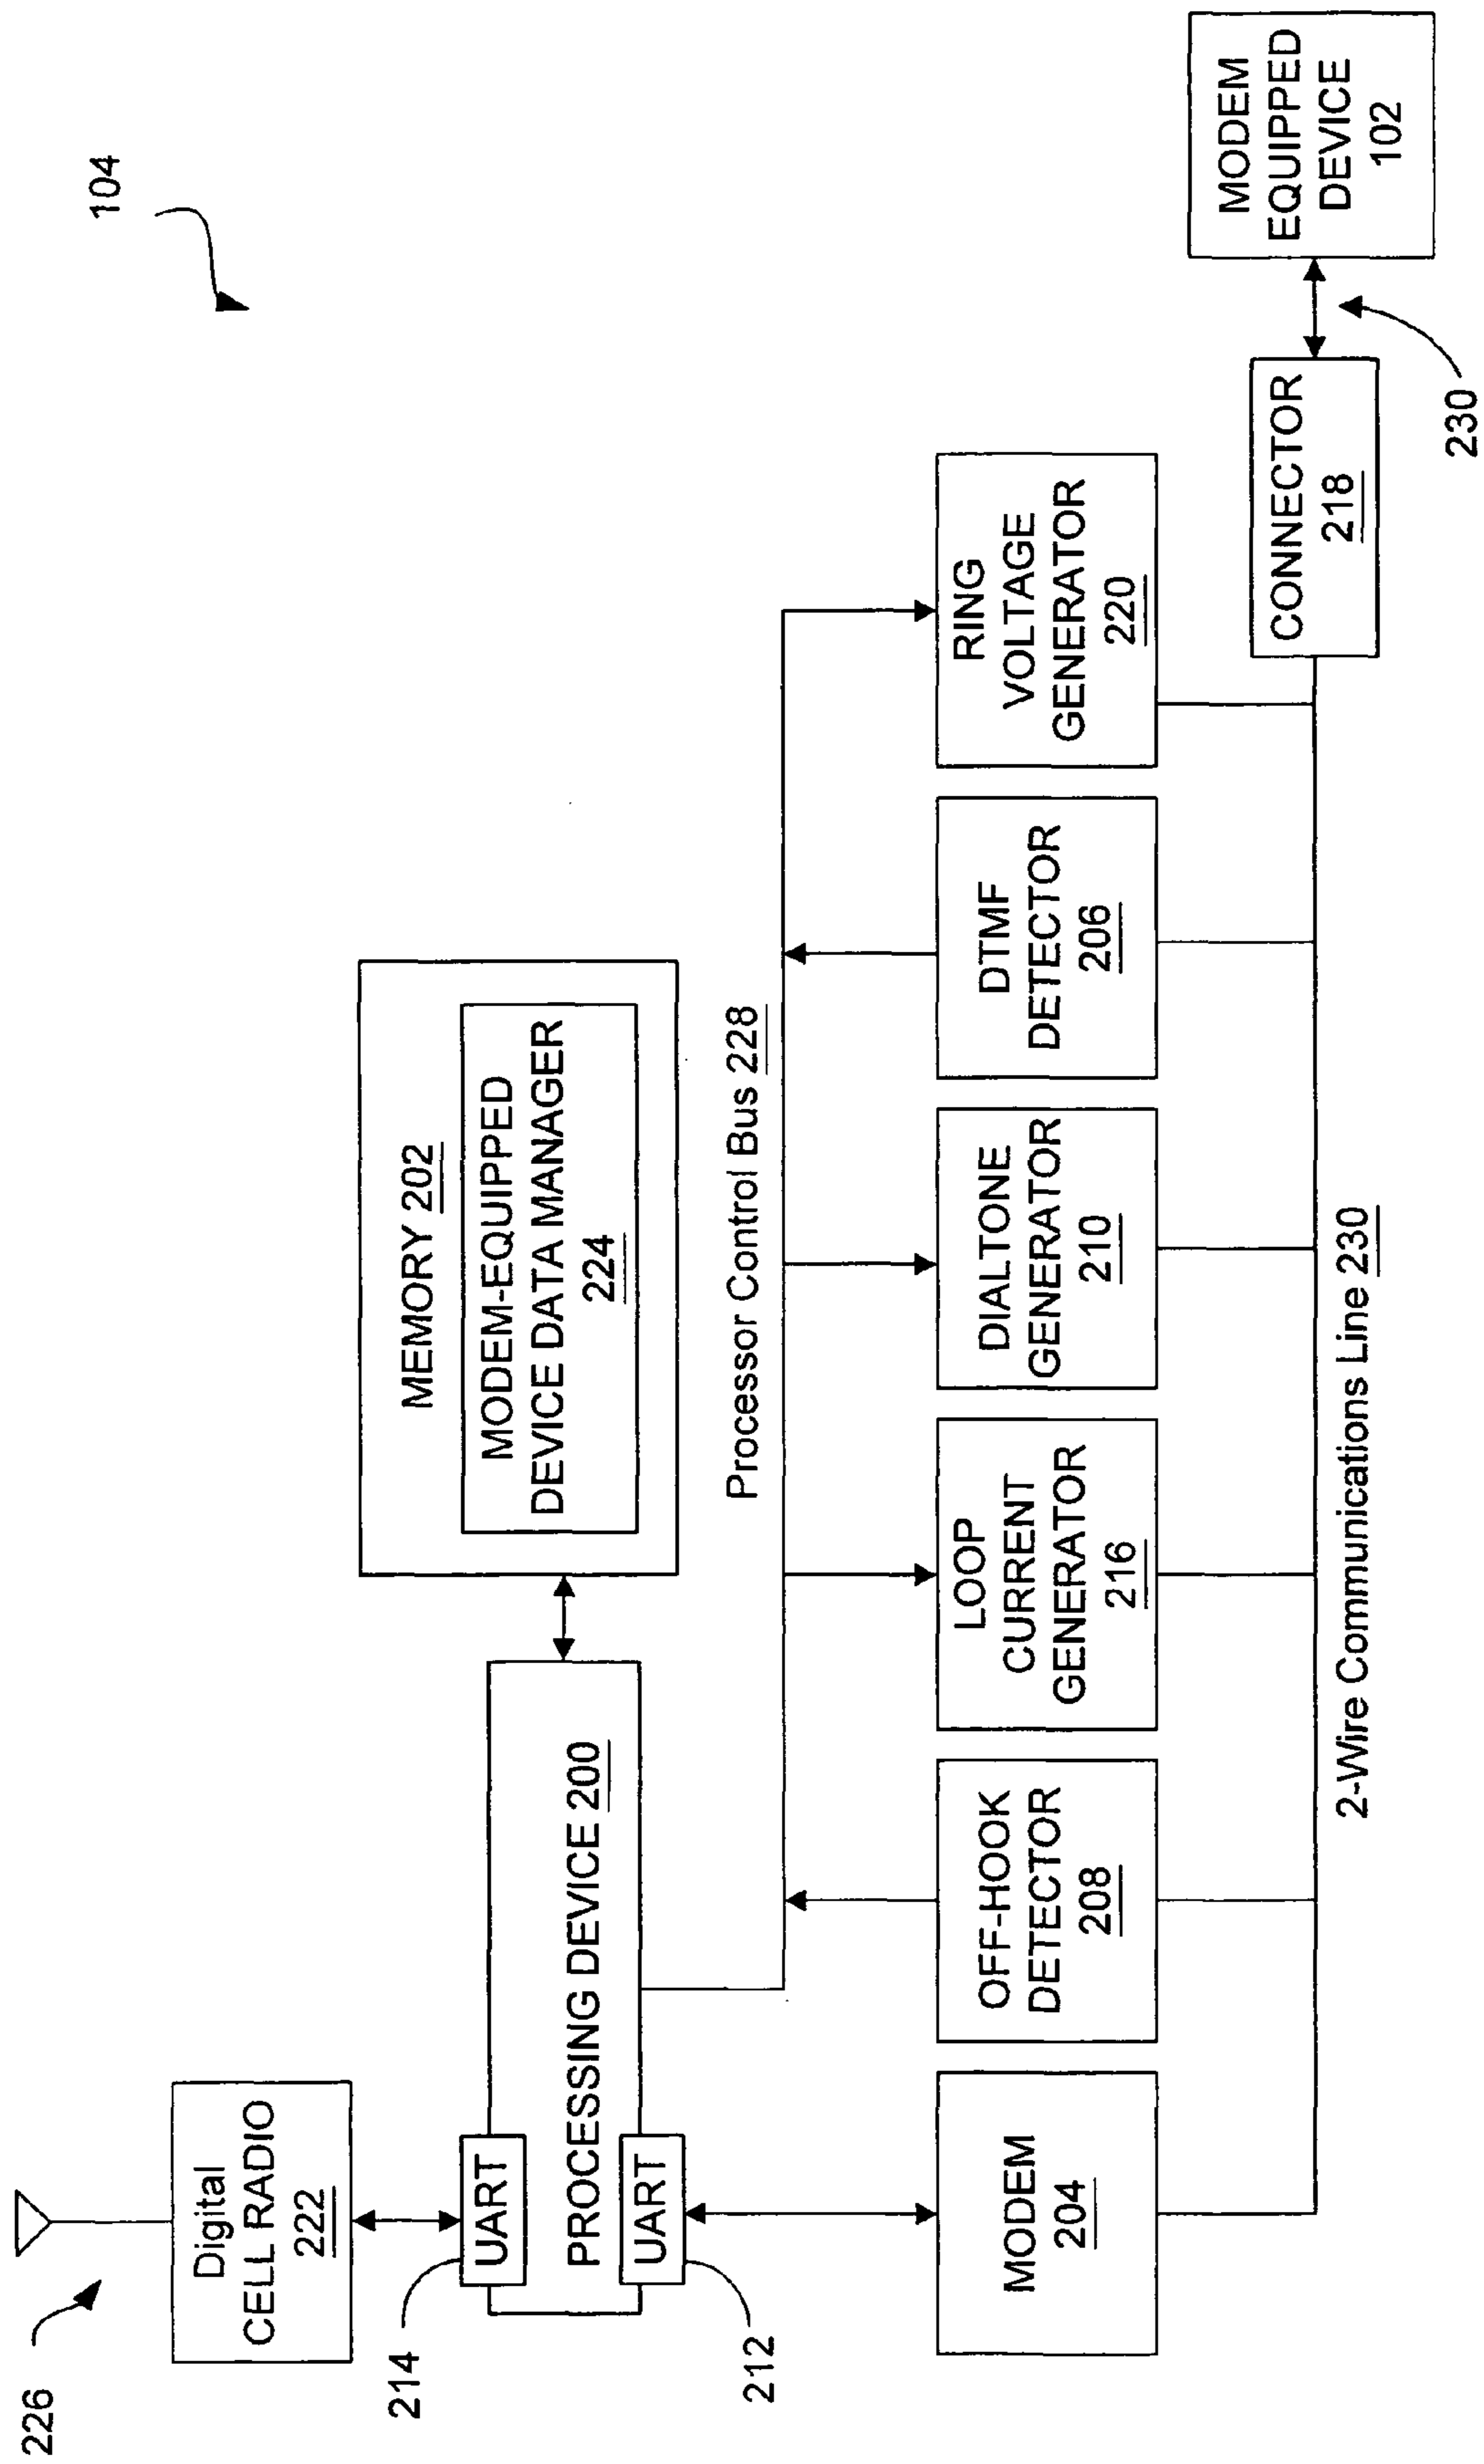 104
226
Digital
CELL RADIO
222
214
UART
PROCESSING DEVICE 200
UART
212
MEMORY 202
MODEM-EQUIPPED
DEVICE DATA MANAGER
224
Processor Control Bus 228
MODEM
204
OFF-HOOK
DETECTOR
208
LOOP
CURRENT
GENERATOR
216
DIALTONE
GENERATOR
210
DTMF
DETECTOR
206
RING
VOLTAGE
GENERATOR
220
2-Wire Communications Line 230
CONNECTOR
218
230
MODEM
EQUIPPED
DEVICE
102